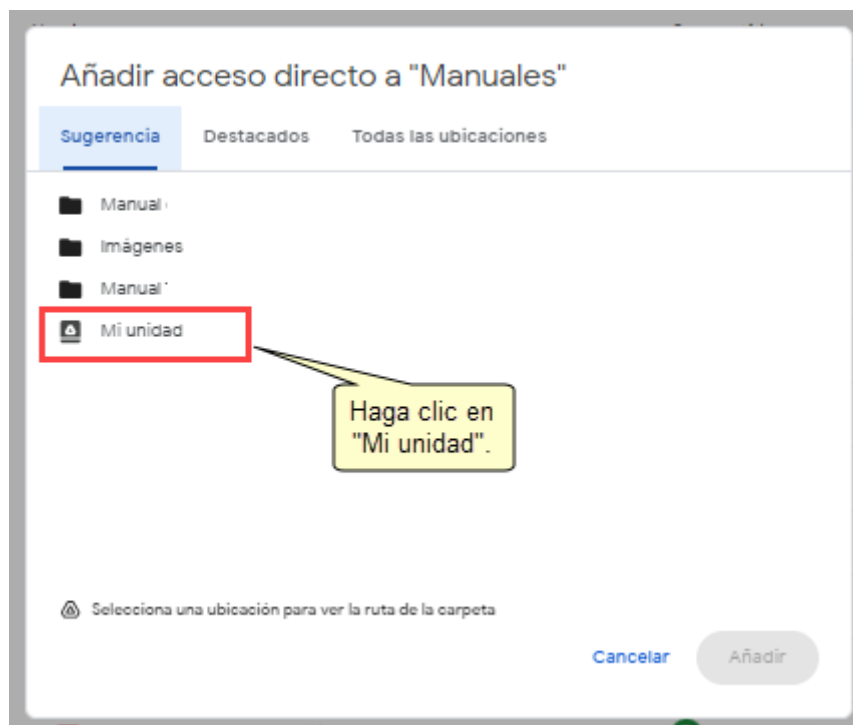 Añadir acceso directo a "Manuales"
Sugerencia Destacados Todas las ubicaciones
Manual
Imágenes
Manual
Mi unidad
Haga clic en
"Mi unidad".
Selecciona una ubicación para ver la ruta de la carpeta
Cancelar Añadir